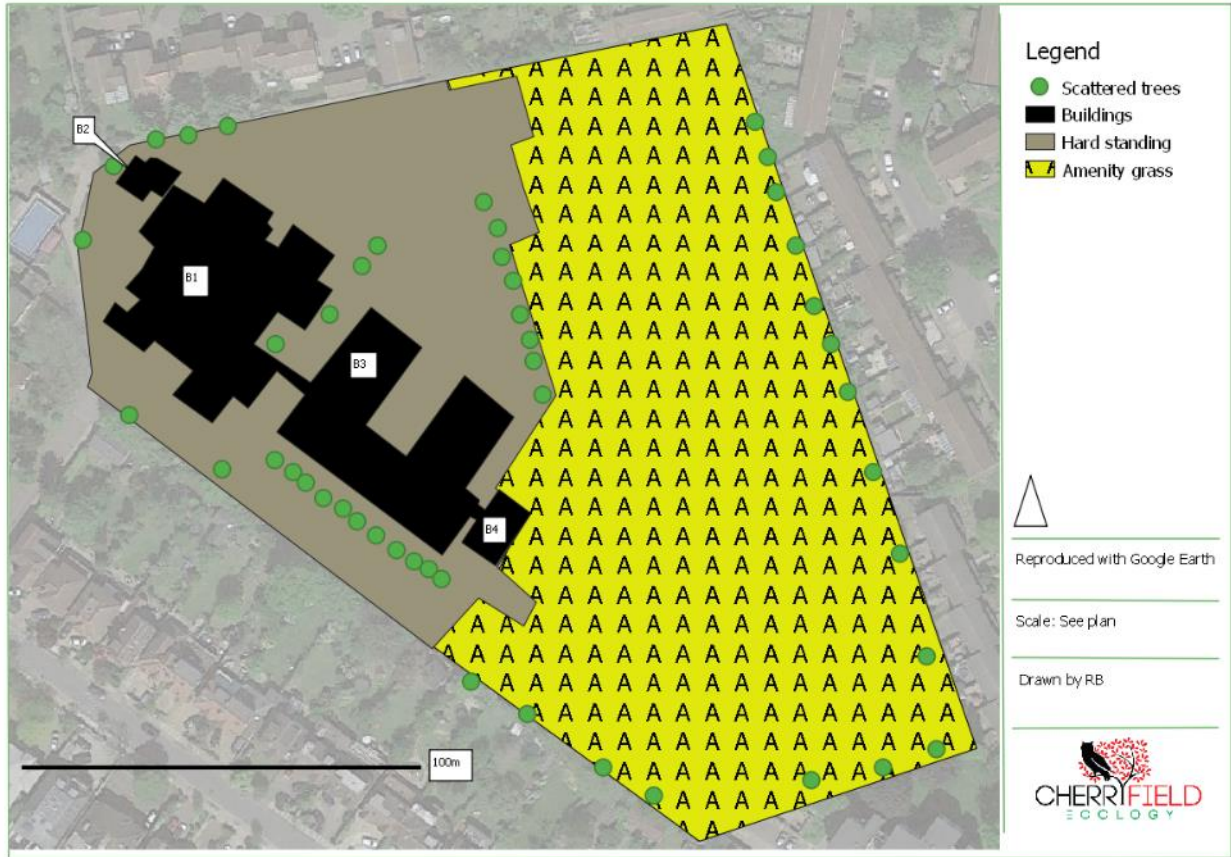 B2
B1
B3
B4
100m
Legend
Scattered trees
Buildings
Hard standing
Amenity grass
Reproduced with Google Earth
Scale: See plan
Drawn by RB
CHERRYFIELD
ECOLOGY